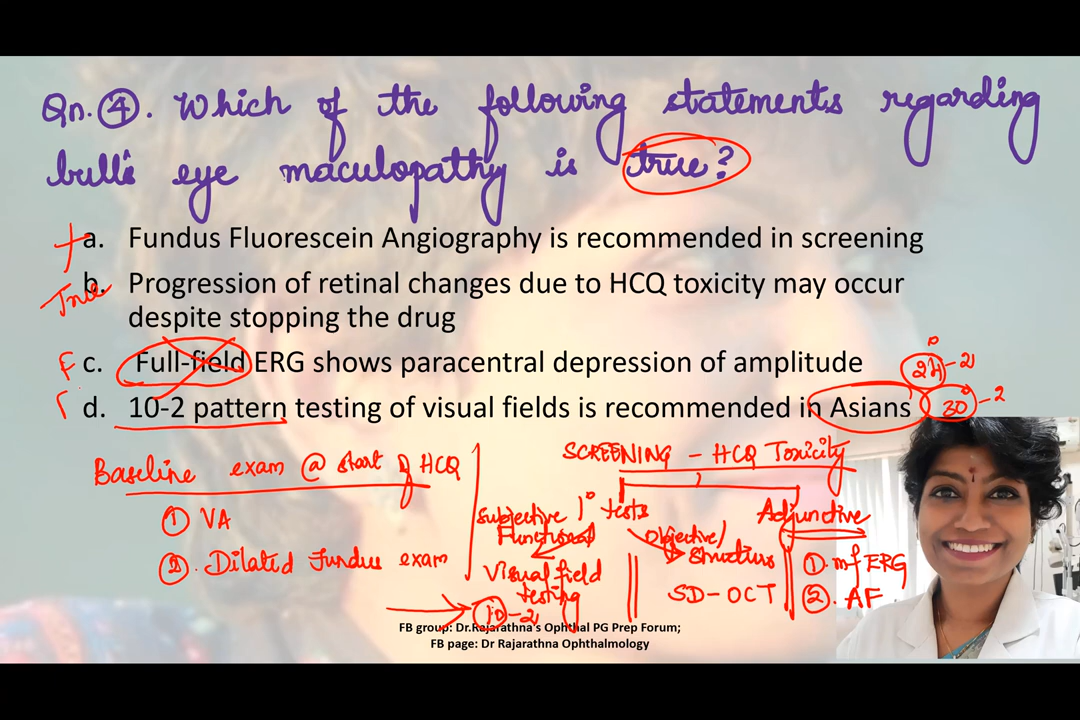 Qn. 4. Which of the following statements regarding
bull's eye maculopathy is true?
a. Fundus Fluorescein Angiography is recommended in screening
True b. Progression of retinal changes due to HCQ toxicity may occur
despite stopping the drug
F c. Full-field ERG shows paracentral depression of amplitude
24°-2
F d. 10-2 pattern testing of visual fields is recommended in Asians
30°-2
Baseline exam @ start of HCQ
① VA
②. Dilated Fundus exam
SCREENING - HCQ Toxicity
1° tests
Subjective
Functional
Visual field
testing
10-2
Objective/
Structure
SD-OCT
Adjunctive
①. mfERG
②. AF
FB group: Dr.Rajarathna's Ophthal PG Prep Forum;
FB page: Dr Rajarathna Ophthalmology